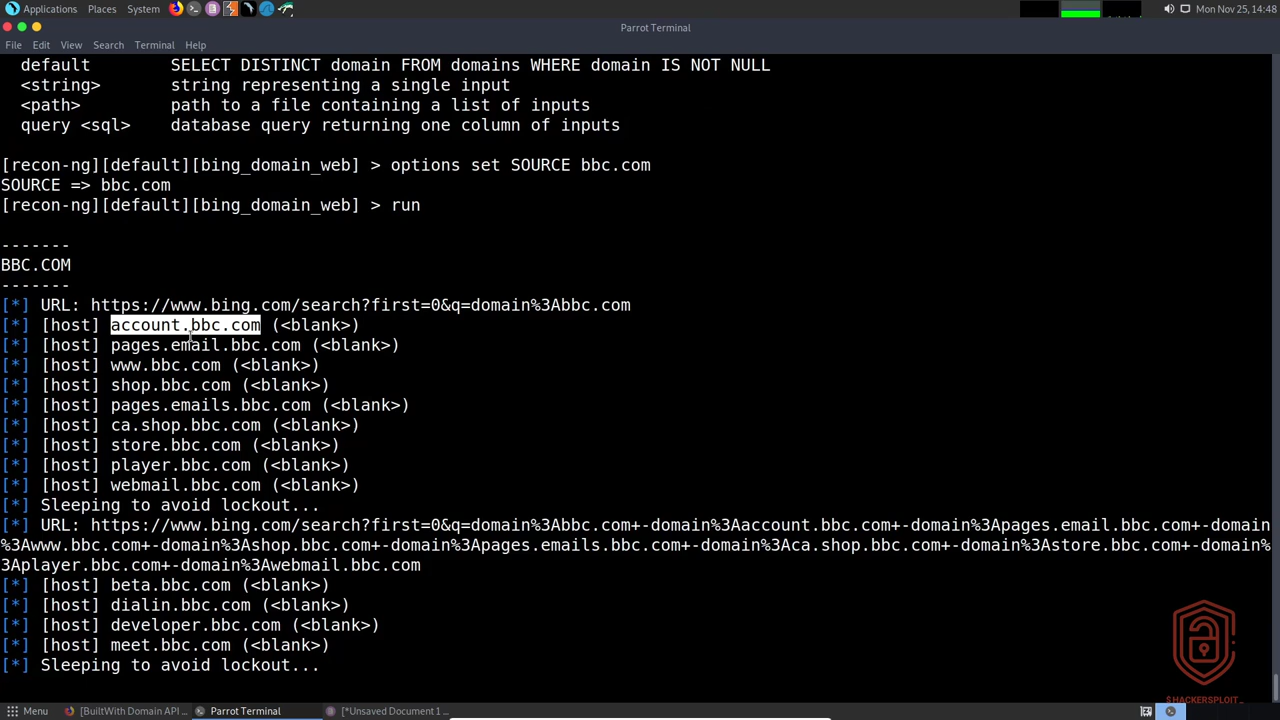 Applications Places System Mon Nov 25, 14:48
Parrot Terminal
File Edit View Search Terminal Help
default SELECT DISTINCT domain FROM domains WHERE domain IS NOT NULL
<string> string representing a single input
<path> path to a file containing a list of inputs
query <sql> database query returning one column of inputs
[recon-ng][default][bing_domain_web] > options set SOURCE bbc.com
SOURCE => bbc.com
[recon-ng][default][bing_domain_web] > run
-------
BBC.COM
-------
[*] URL: https://www.bing.com/search?first=0&q=domain%3Abbc.com
[*] [host] account.bbc.com (<blank>)
[*] [host] pages.email.bbc.com (<blank>)
[*] [host] www.bbc.com (<blank>)
[*] [host] shop.bbc.com (<blank>)
[*] [host] pages.emails.bbc.com (<blank>)
[*] [host] ca.shop.bbc.com (<blank>)
[*] [host] store.bbc.com (<blank>)
[*] [host] player.bbc.com (<blank>)
[*] [host] webmail.bbc.com (<blank>)
[*] Sleeping to avoid lockout...
[*] URL: https://www.bing.com/search?first=0&q=domain%3Abbc.com+-domain%3Aaccount.bbc.com+-domain%3Apages.email.bbc.com+-domain
%3Awww.bbc.com+-domain%3Ashop.bbc.com+-domain%3Apages.emails.bbc.com+-domain%3Aca.shop.bbc.com+-domain%3Astore.bbc.com+-domain%
3Aplayer.bbc.com+-domain%3Awebmail.bbc.com
[*] [host] beta.bbc.com (<blank>)
[*] [host] dialin.bbc.com (<blank>)
[*] [host] developer.bbc.com (<blank>)
[*] [host] meet.bbc.com (<blank>)
[*] Sleeping to avoid lockout...
HACKERSPLOIT_
Menu [BuiltWith Domain API ... Parrot Terminal [*Unsaved Document 1 ...